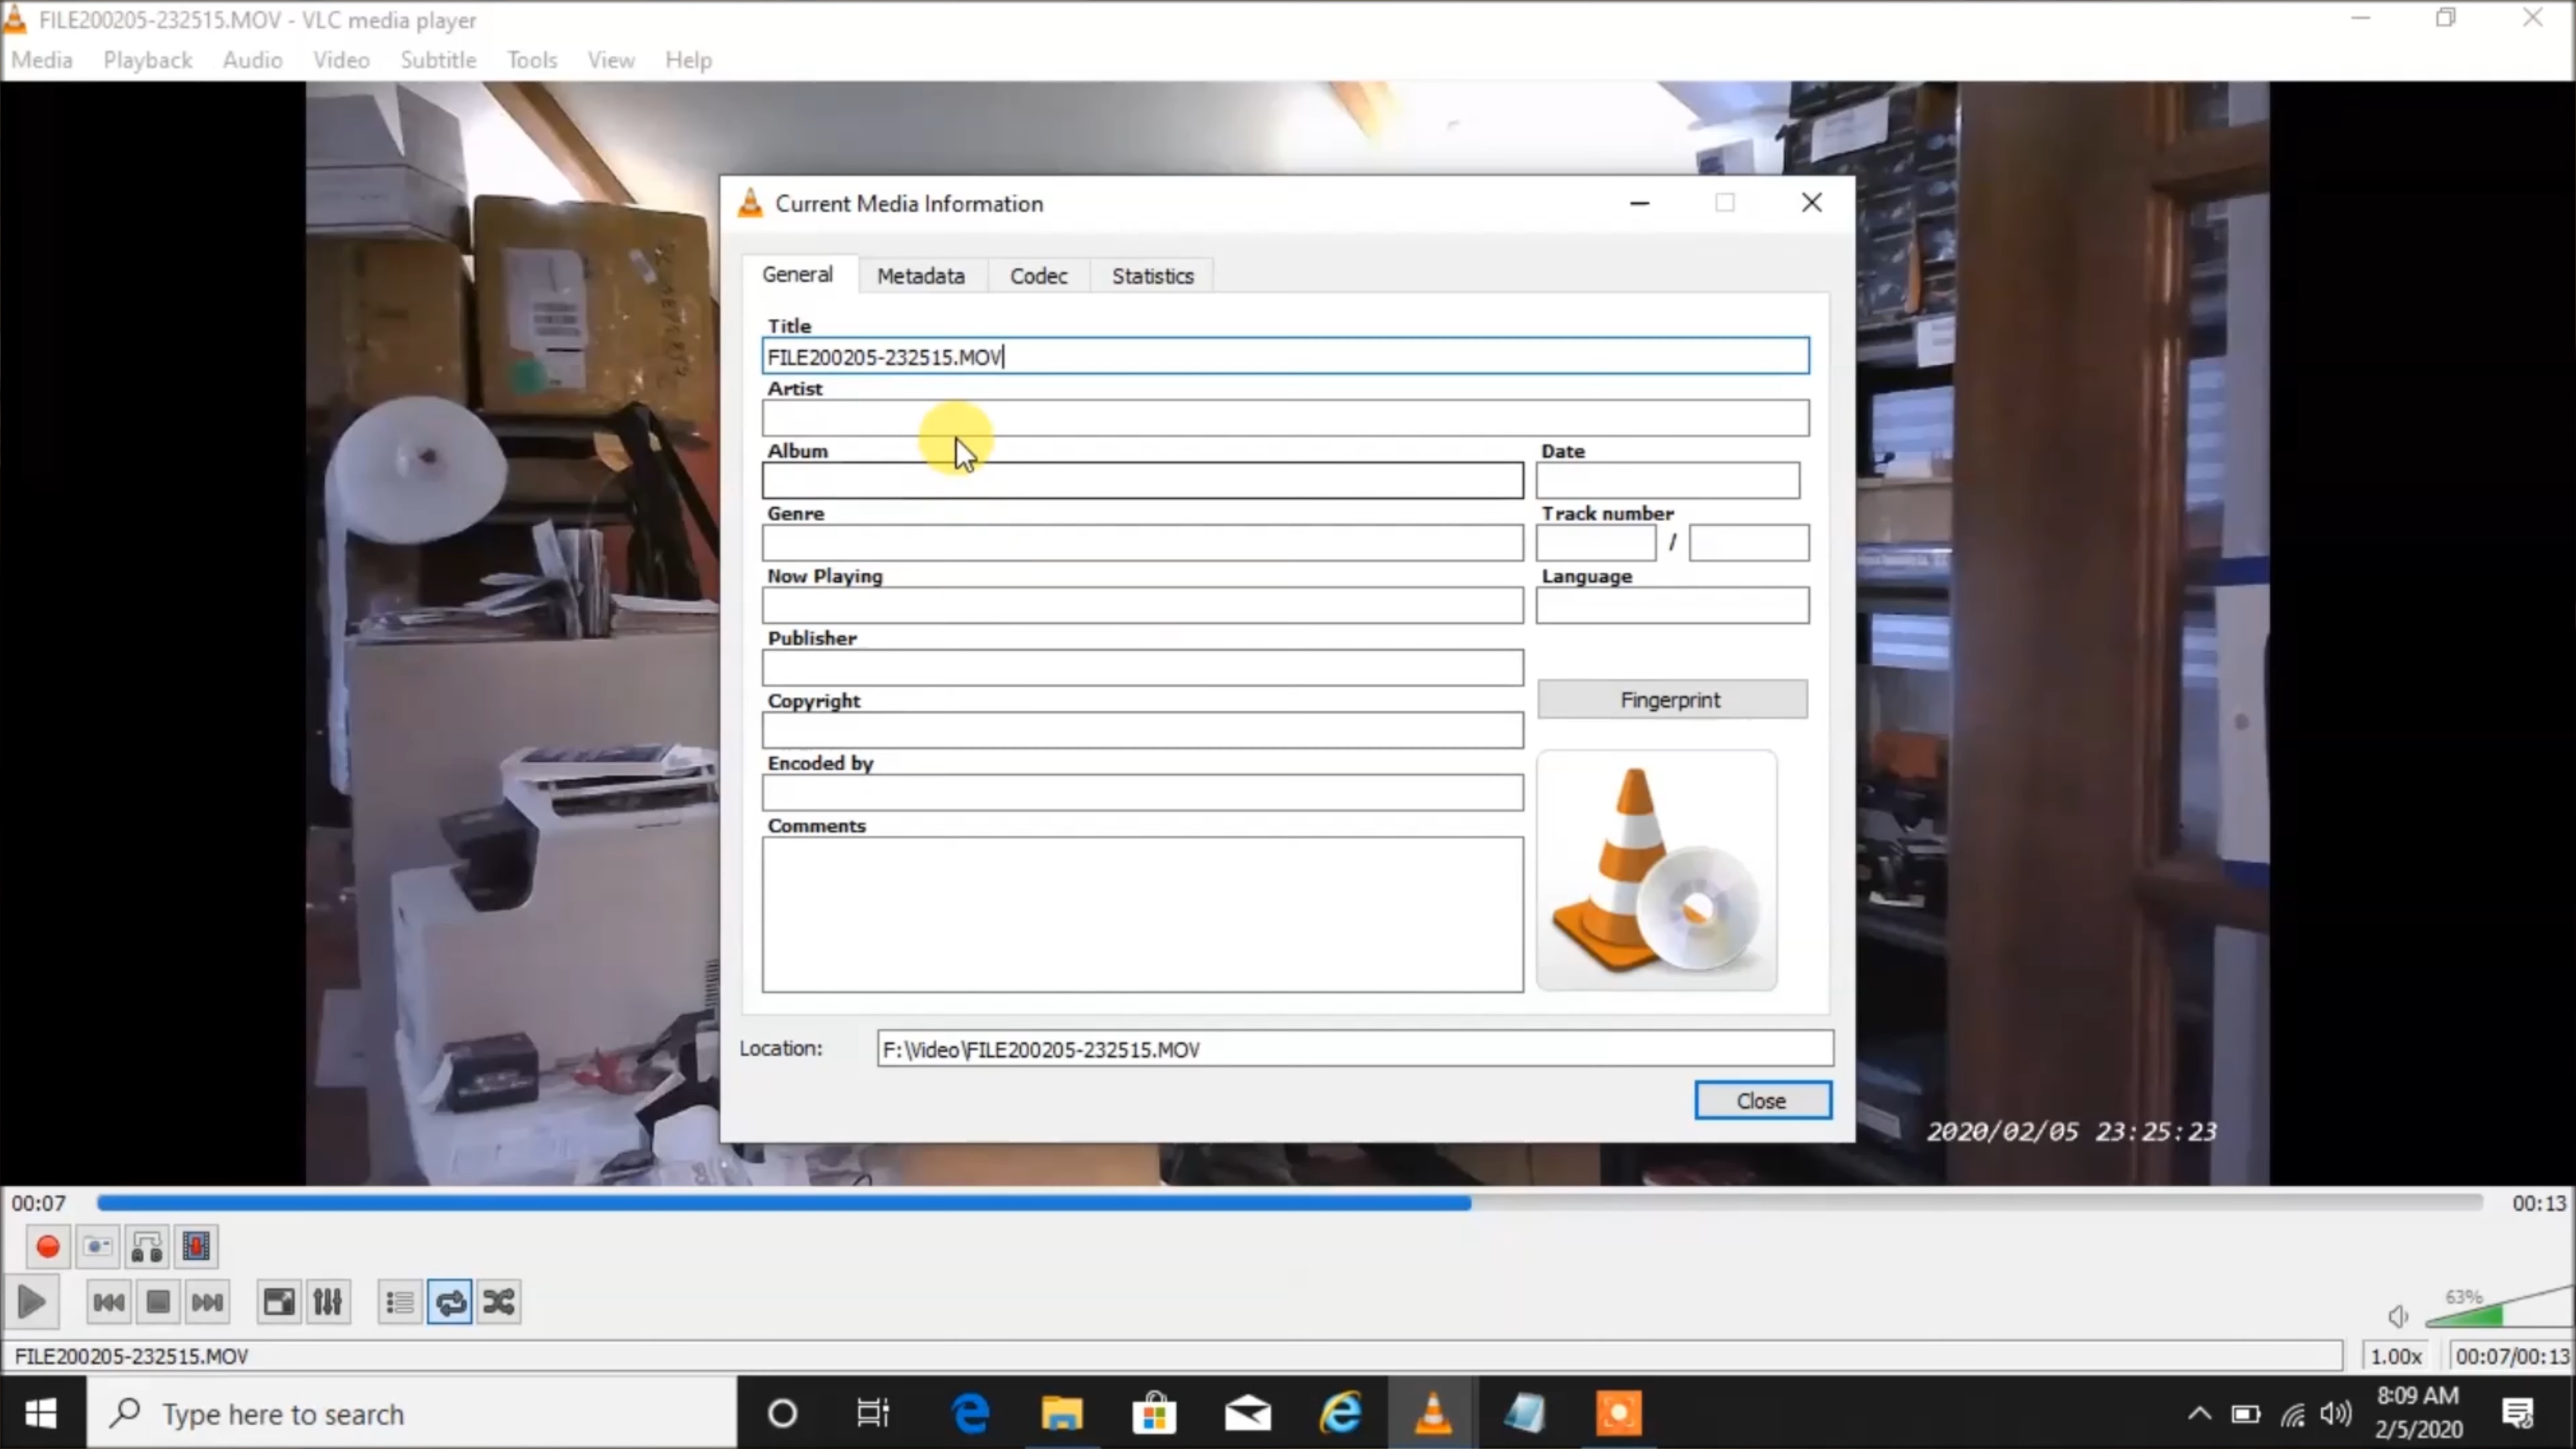 FILE200205-232515.MOV - VLC media player
Media Playback Audio Video Subtitle Tools View Help
Current Media Information
General Metadata Codec Statistics
Title
FILE200205-232515.MOV
Artist
Album Date
Genre Track number
/
Now Playing Language
Publisher
Copyright Fingerprint
Encoded by
Comments
Location: F:\Video\FILE200205-232515.MOV
Close
2020/02/05 23:25:23
00:07 00:13
A B
63%
FILE200205-232515.MOV 1.00x 00:07/00:13
Type here to search
8:09 AM
2/5/2020